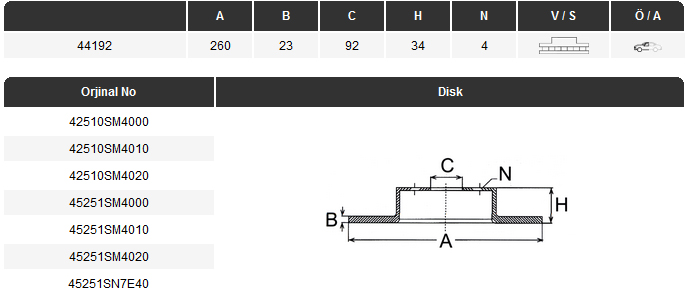 A B C H N V / S Ö / A
44192 260 23 92 34 4
Orjinal No Disk
42510SM4000
42510SM4010
42510SM4020
45251SM4000
45251SM4010
45251SM4020
45251SN7E40
C
N
H
B
A